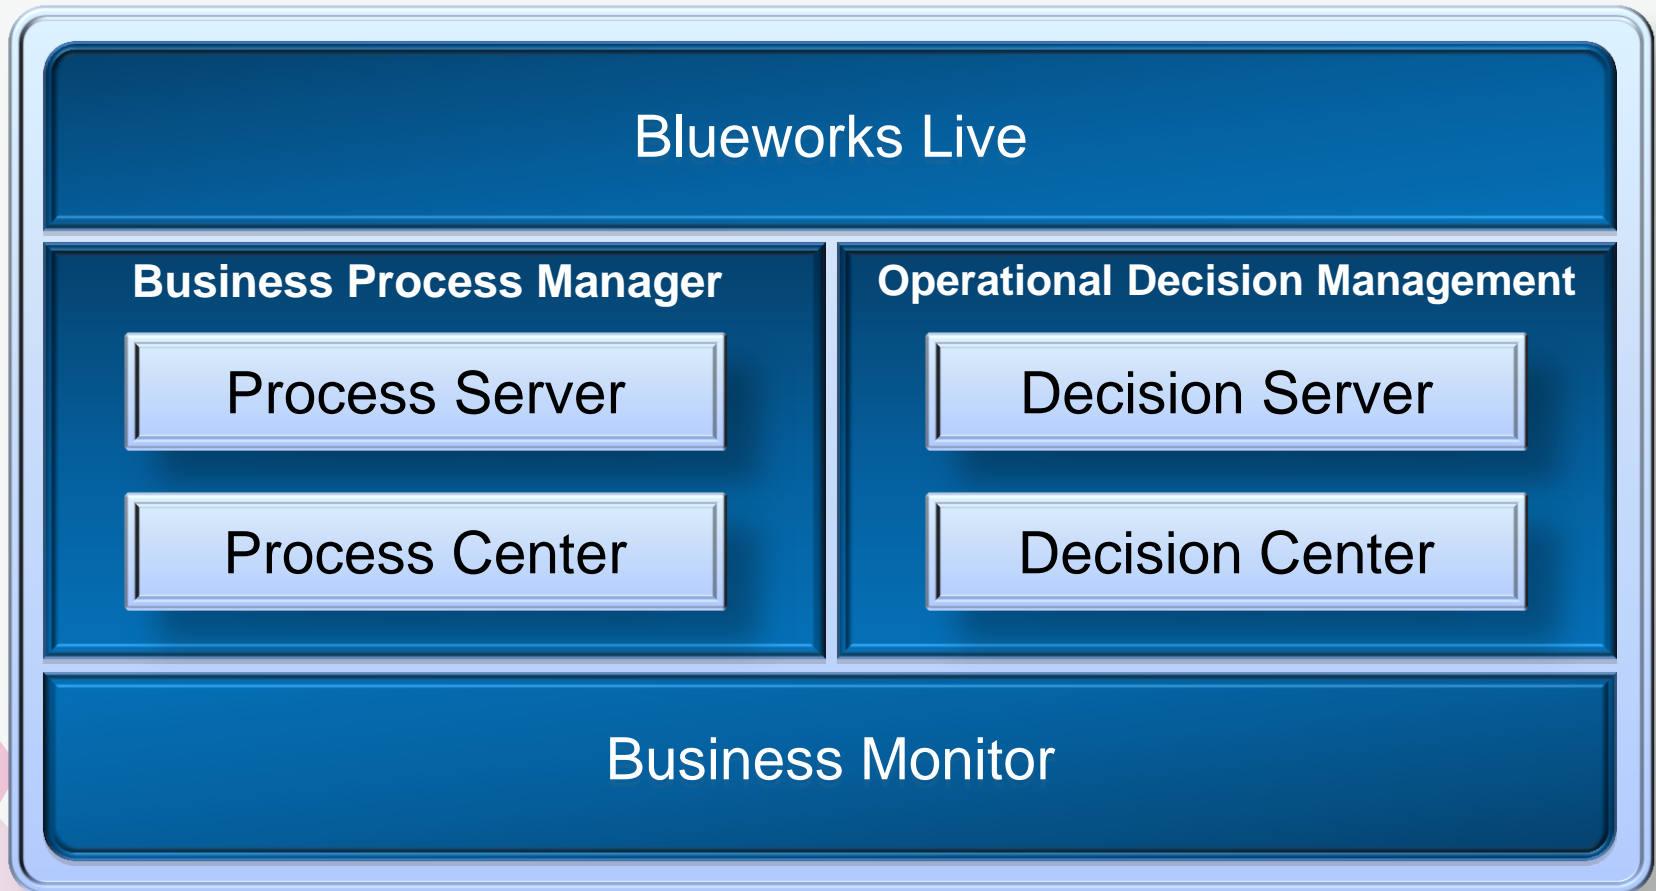 Blueworks Live
Business Process Manager
Process Server
Process Center
Operational Decision Management
Decision Server
Decision Center
Business Monitor